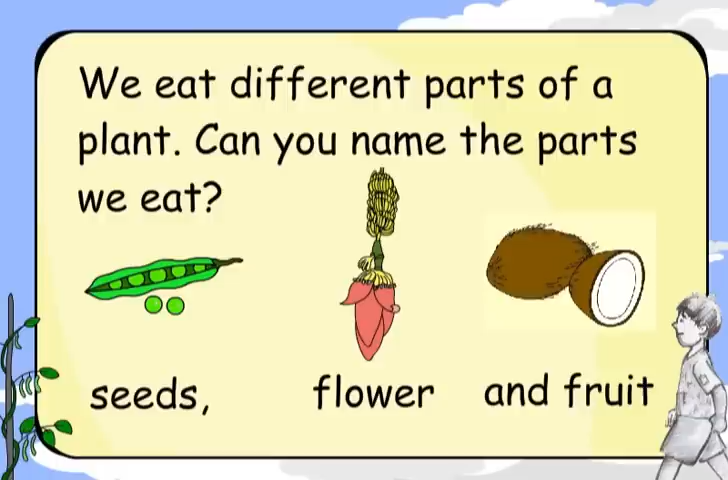 We eat different parts of a
plant. Can you name the parts
we eat?
seeds, flower and fruit